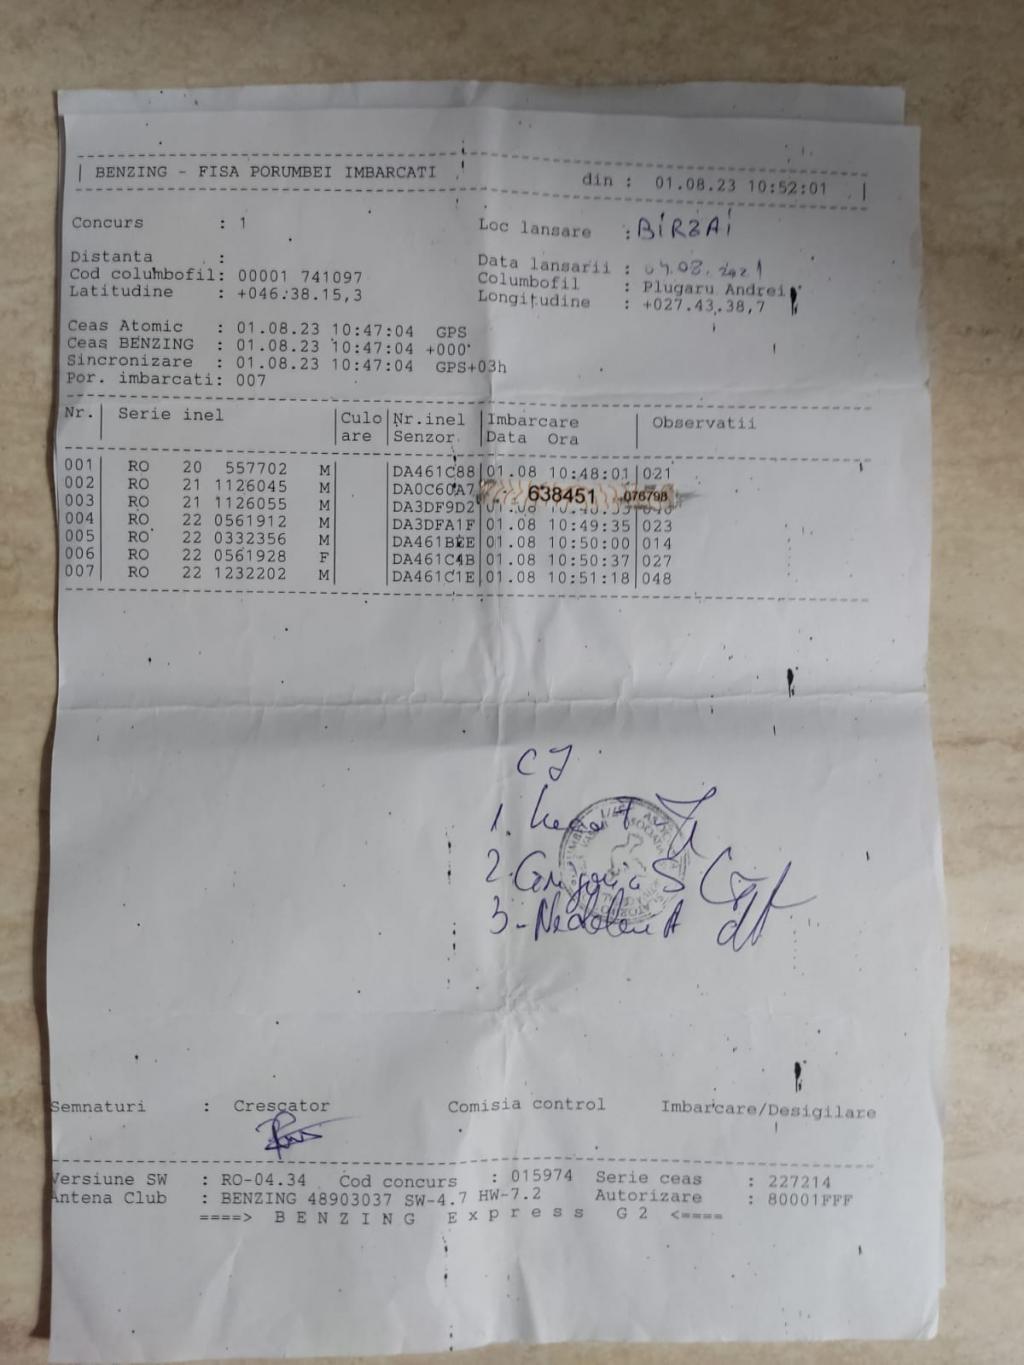 BENZING - FISA PORUMBEI IMBARCATI din : 01.08.23 10:52:01
Concurs : 1 Loc lansare : BÍRZAÍ
Distanta : Data lansarii : 04.08.2021
Cod columbofil: 00001 741097 Columbofil : Plugaru Andrei
Latitudine : +046.38.15,3 Longitudine : +027.43.38,7
Ceas Atomic : 01.08.23 10:47:04 GPS
Ceas BENZING : 01.08.23 10:47:04 +000
Sincronizare : 01.08.23 10:47:04 GPS+03h
Por. imbarcati: 007
Nr. Serie inel Culo Nr.inel Imbarcare Observatii
are Senzor Data Ora
001 RO 20 557702 M DA461C88 01.08 10:48:01 021
002 RO 21 1126045 M DA0C60A7 638451 076798
003 RO 21 1126055 M DA3DF9D2
004 RO 22 0561912 M DA3DFA1F 01.08 10:49:35 023
005 RO 22 0332356 M DA461BEE 01.08 10:50:00 014
006 RO 22 0561928 F DA461C4B 01.08 10:50:37 027
007 RO 22 1232202 M DA461C1E 01.08 10:51:18 048
1.
2.
3-
Semnaturi : Crescator Comisia control Imbarcare/Desigilare
Versiune SW : RO-04.34 Cod concurs : 015974 Serie ceas : 227214
Antena Club : BENZING 48903037 SW-4.7 HW-7.2 Autorizare : 80001FFF
====> BENZING Express G2 <====